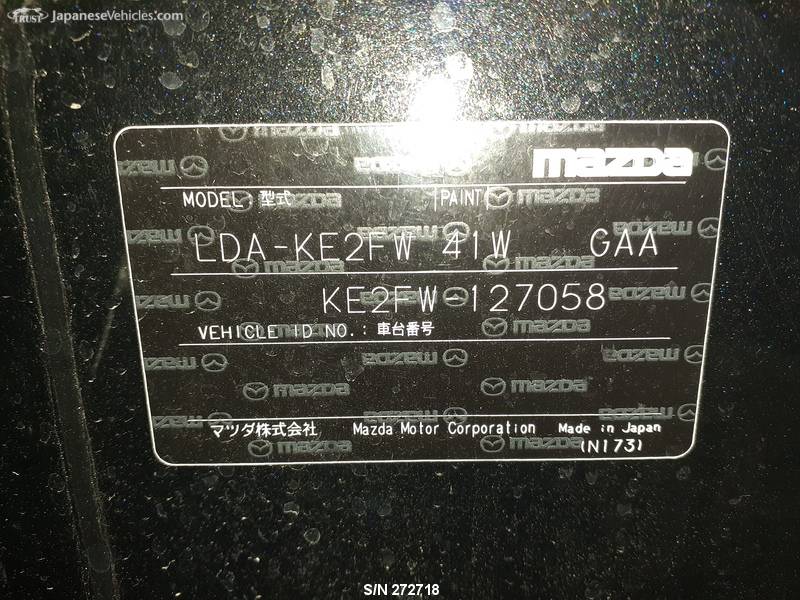 TRUST JapaneseVehicles.com
mazda
MODEL 型式 PAINT
LDA-KE2FW 41W GAA
KE2FW-127058
VEHICLE ID NO.: 車台番号
マツダ株式会社 Mazda Motor Corporation Made in Japan
(N173)
S/N 272718